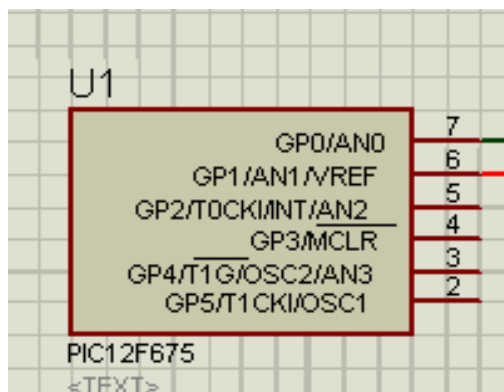 U1
GP0/AN0 7
GP1/AN1/VREF 6
GP2/T0CKI/INT/AN2 5
GP3/MCLR 4
GP4/T1G/OSC2/AN3 3
GP5/T1CKI/OSC1 2
PIC12F675
<TEXT>